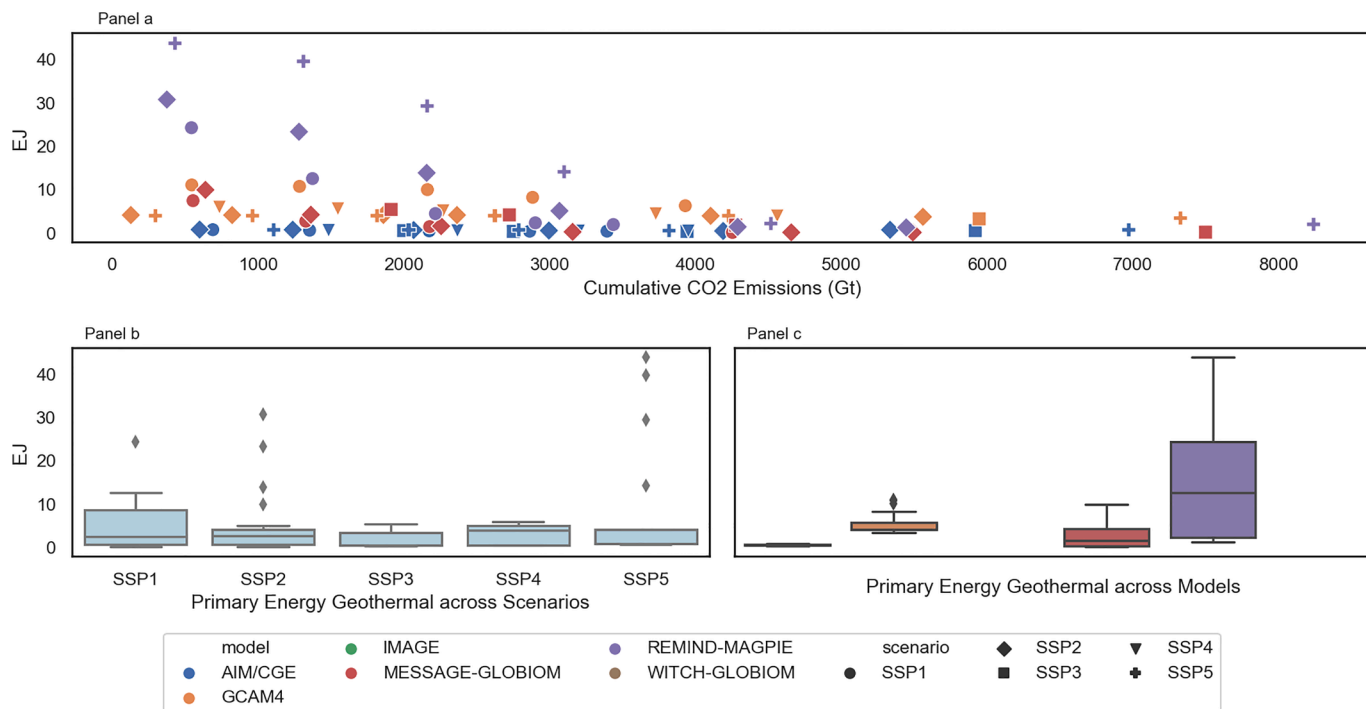 Panel a
40
30
20
10
0
EJ
0 1000 2000 3000 4000 5000 6000 7000 8000
Cumulative CO2 Emissions (Gt)
Panel b
40
30
20
10
0
EJ
SSP1 SSP2 SSP3 SSP4 SSP5
Primary Energy Geothermal across Scenarios
Panel c
Primary Energy Geothermal across Models
model IMAGE REMIND-MAGPIE scenario SSP2 SSP4
AIM/CGE MESSAGE-GLOBIOM WITCH-GLOBIOM SSP1 SSP3 SSP5
GCAM4